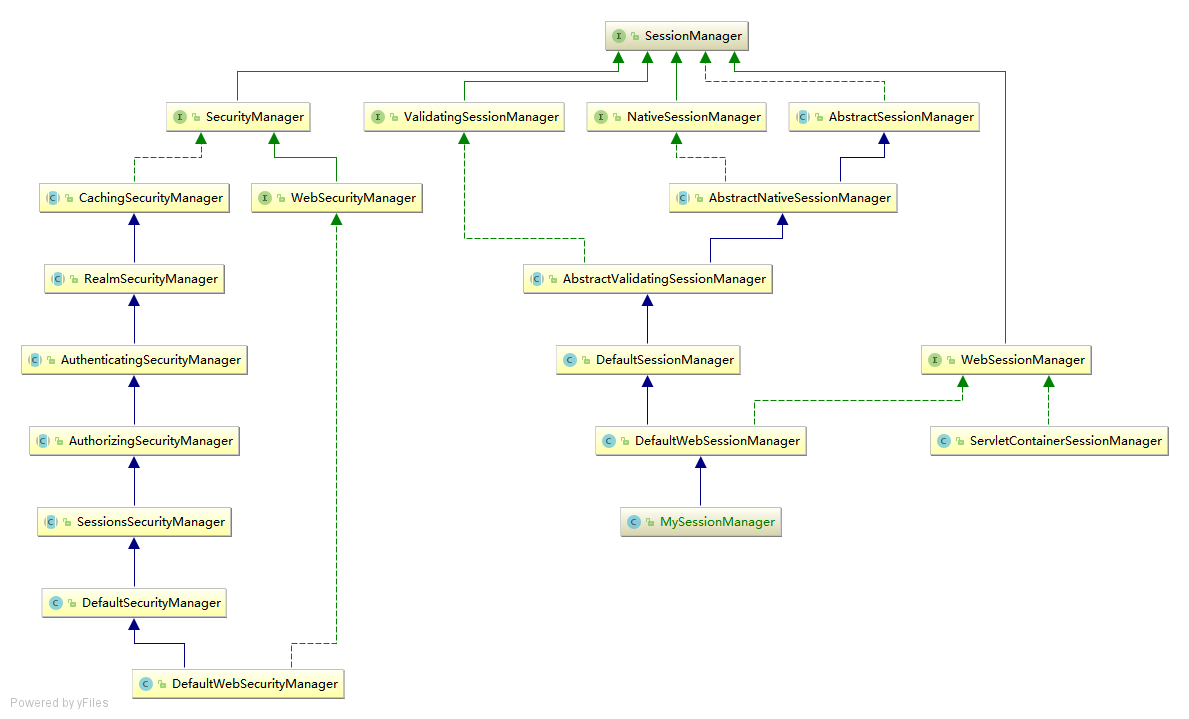 SessionManager
SecurityManager
ValidatingSessionManager
NativeSessionManager
AbstractSessionManager
CachingSecurityManager
WebSecurityManager
AbstractNativeSessionManager
RealmSecurityManager
AbstractValidatingSessionManager
AuthenticatingSecurityManager
DefaultSessionManager
WebSessionManager
AuthorizingSecurityManager
DefaultWebSessionManager
ServletContainerSessionManager
SessionsSecurityManager
MySessionManager
DefaultSecurityManager
DefaultWebSecurityManager
Powered by yFiles